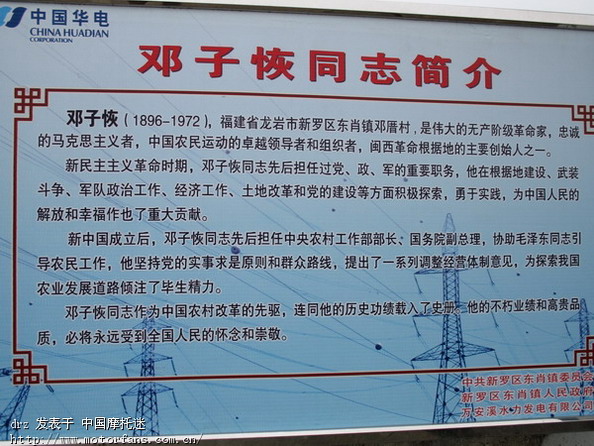 中国华电
CHINA HUADIAN
CORPORATION
邓子恢同志简介
邓子恢（1896-1972），福建省龙岩市新罗区东肖镇邓厝村，是伟大的无产阶级革命家，忠诚
的马克思主义者，中国农民运动的卓越领导者和组织者，闽西革命根据地的主要创始人之一。
新民主主义革命时期，邓子恢同志先后担任过党、政、军的重要职务，他在根据地建设、武装
斗争、军队政治工作、经济工作、土地改革和党的建设等方面积极探索，勇于实践，为中国人民的
解放和幸福作也了重大贡献。
新中国成立后，邓子恢同志先后担任中央农村工作部部长、国务院副总理，协助毛泽东同志引
导农民工作，他坚持党的实事求是原则和群众路线，提出了一系列调整经营体制意见，为探索我国
农业发展道路倾注了毕生精力。
邓子恢同志作为中国农村改革的先驱，连同他的历史功绩载入了史册。他的不朽业绩和高贵品
质，必将永远受到全国人民的怀念和崇敬。
中共新罗区东肖镇委员会
新罗区东肖镇人民政府
万安溪水力发电有限公司
drz 发表于 中国摩托迷
http://www.motorfans.com.cn/